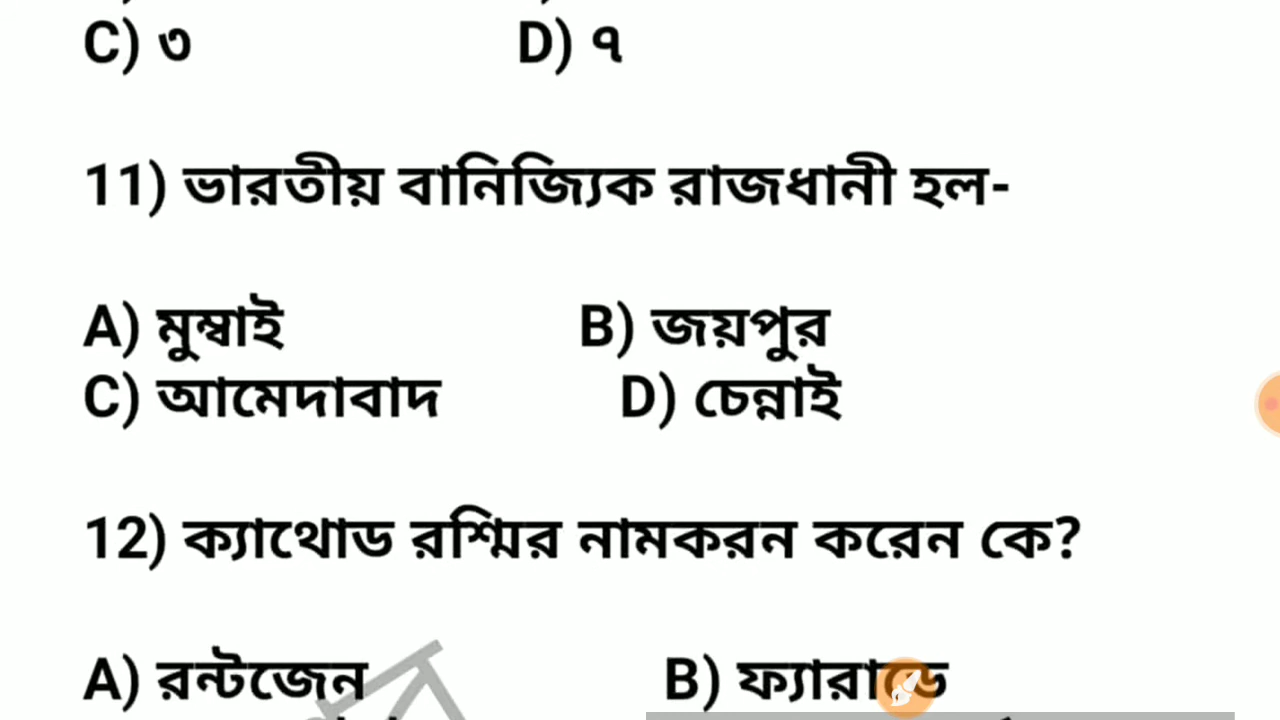 C) ৩ D) ৭
11) ভারতীয় বানিজ্যিক রাজধানী হল-
A) মুম্বাই B) জয়পুর
C) আমেদাবাদ D) চেন্নাই
12) ক্যাথোড রশ্মির নামকরন করেন কে?
A) রন্টজেন B) ফ্যারাডে